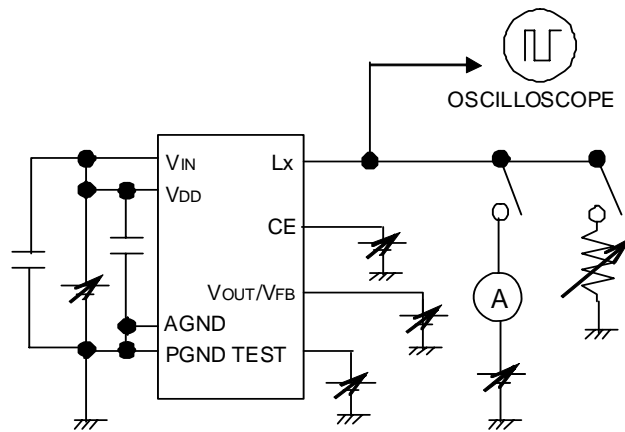 OSCILLOSCOPE
VIN
Lx
VDD
CE
VOUT/VFB
AGND
PGND TEST
A